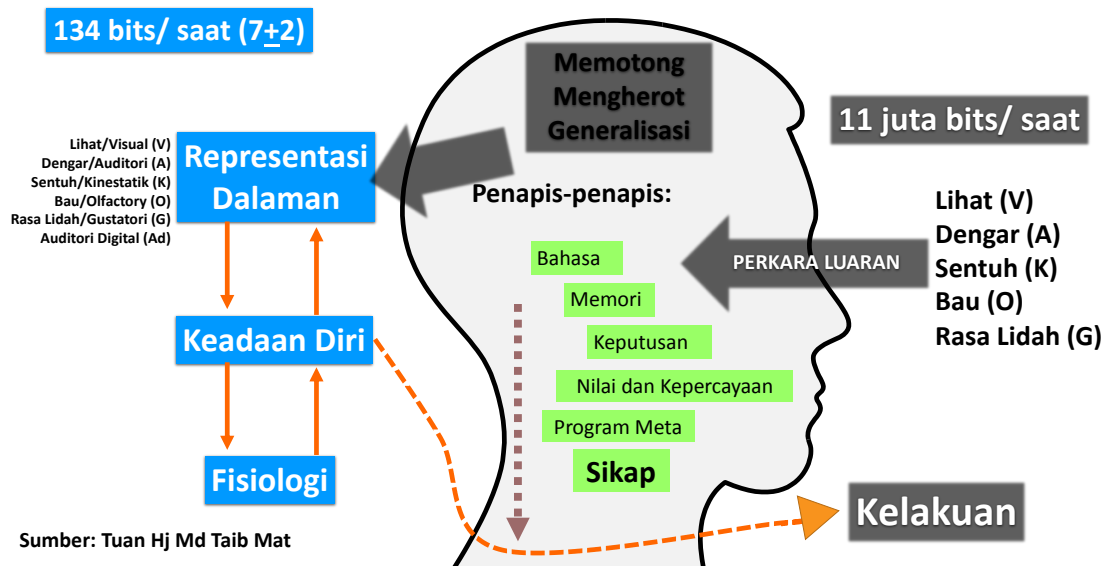 134 bits/ saat (7±2)
Memotong
Mengherot
Generalisasi
11 juta bits/ saat
Lihat/Visual (V)
Dengar/Auditori (A)
Sentuh/Kinestatik (K)
Bau/Olfactory (O)
Rasa Lidah/Gustatori (G)
Auditori Digital (Ad)
Representasi
Dalaman
Penapis-penapis:
Lihat (V)
Dengar (A)
Sentuh (K)
Bau (O)
Rasa Lidah (G)
PERKARA LUARAN
Bahasa
Memori
Keputusan
Nilai dan Kepercayaan
Program Meta
Sikap
Keadaan Diri
Fisiologi
Kelakuan
Sumber: Tuan Hj Md Taib Mat